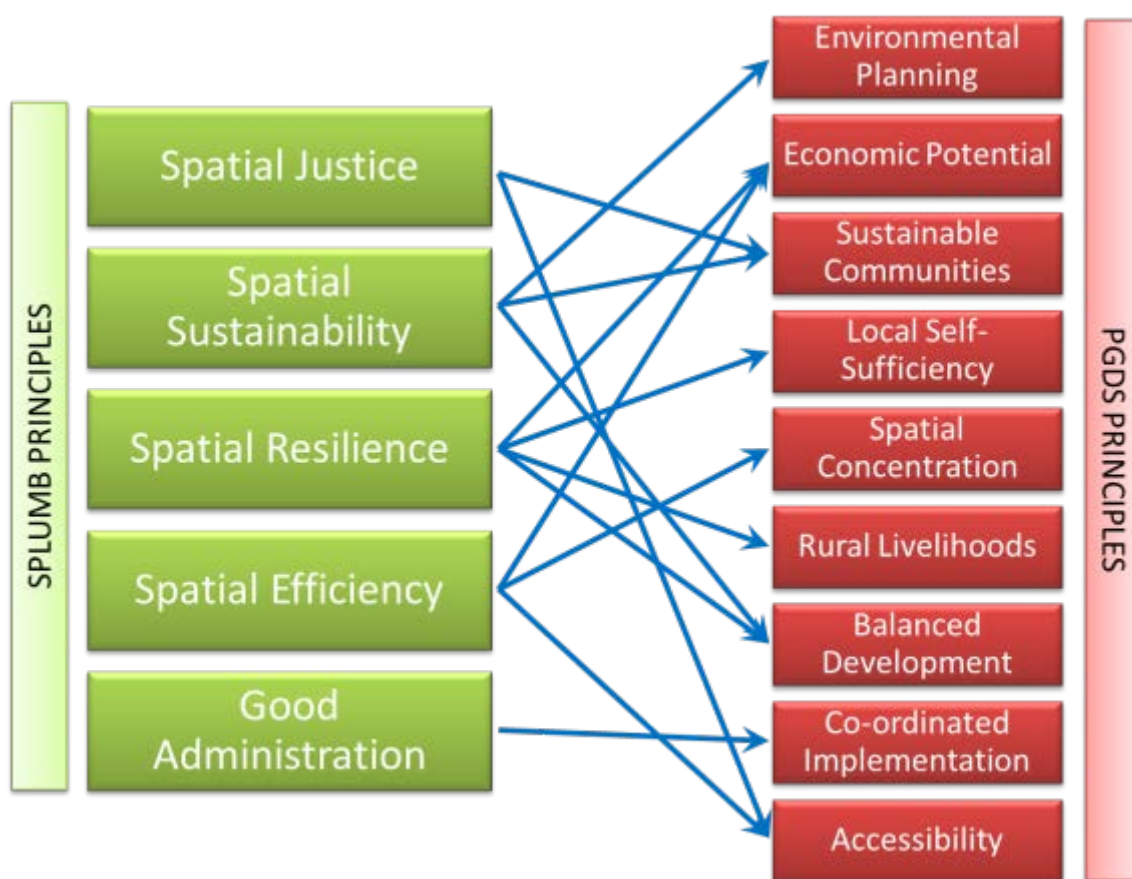 SPLUMB PRINCIPLES
Spatial Justice
Spatial
Sustainability
Spatial Resilience
Spatial Efficiency
Good
Administration
Environmental
Planning
Economic Potential
Sustainable
Communities
Local Self-
Sufficiency
Spatial
Concentration
Rural Livelihoods
Balanced
Development
Co-ordinated
Implementation
Accessibility
PGDS PRINCIPLES